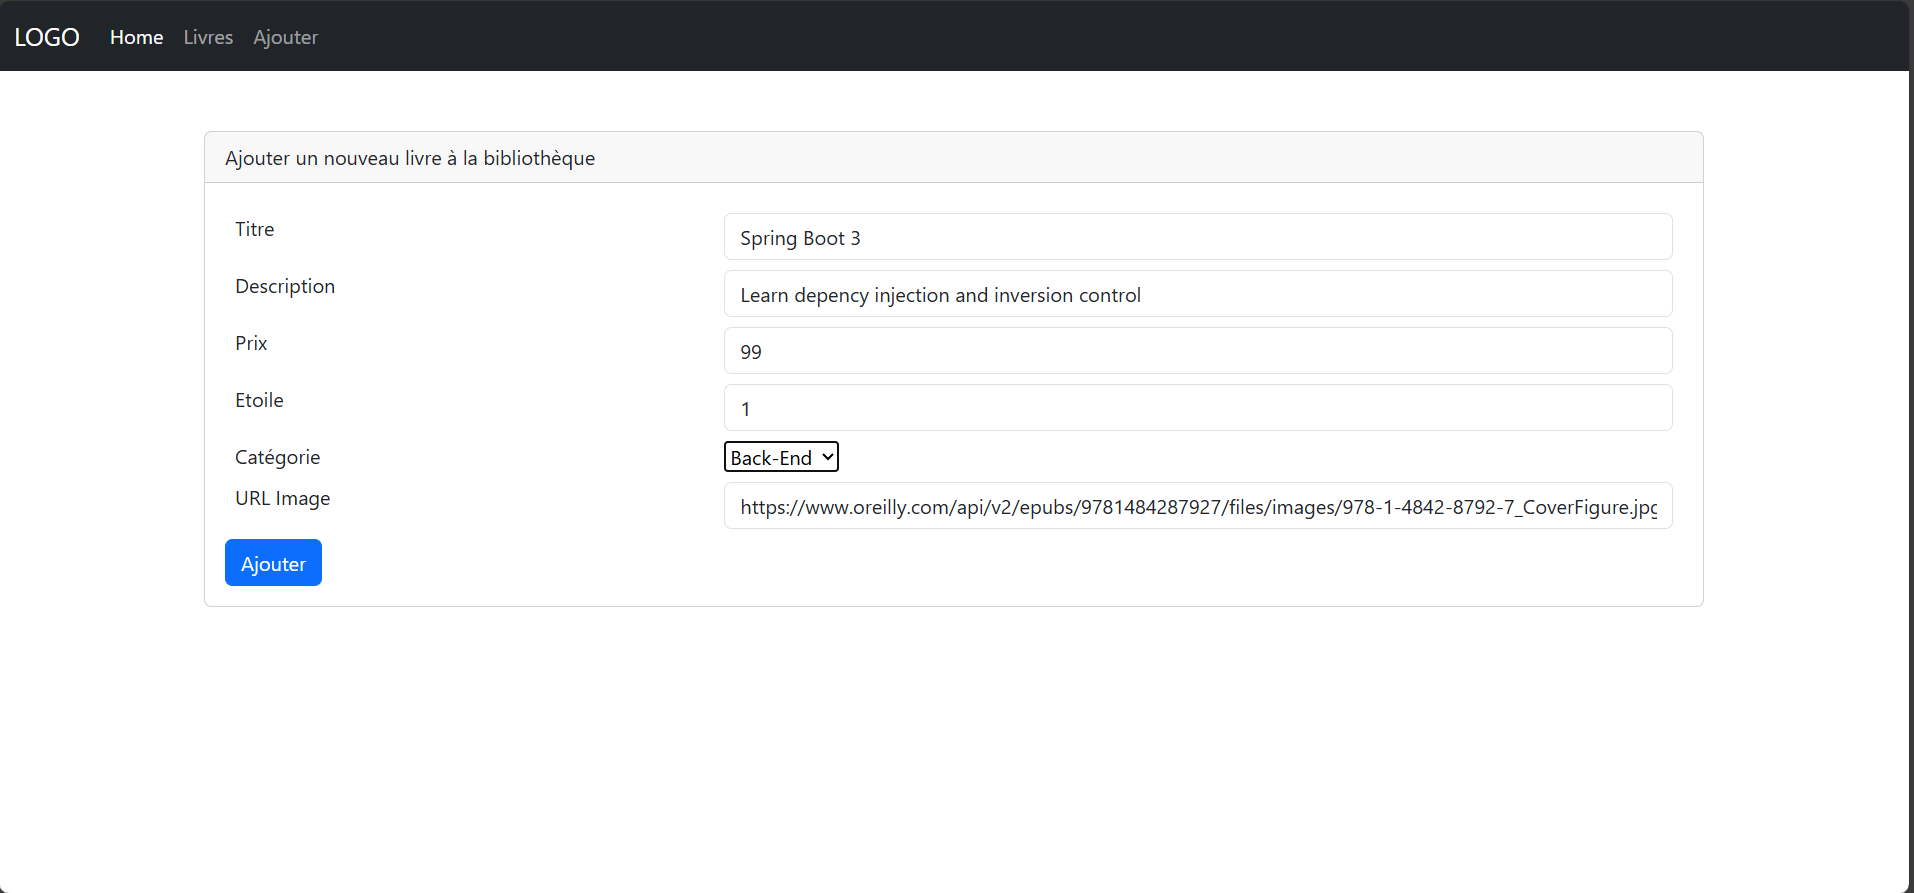 LOGO Home Livres Ajouter
Ajouter un nouveau livre à la bibliothèque
Titre Spring Boot 3
Description Learn depency injection and inversion control
Prix 99
Etoile 1
Catégorie Back-End
URL Image https://www.oreilly.com/api/v2/epubs/9781484287927/files/images/978-1-4842-8792-7_CoverFigure.jpg
Ajouter